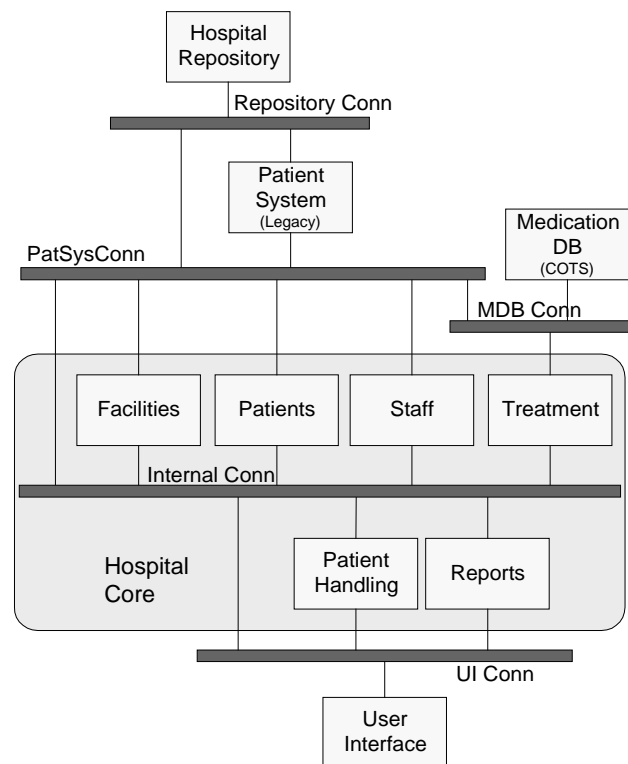 Hospital
Repository
Repository Conn
Patient
System
(Legacy)
PatSysConn
Medication
DB
(COTS)
MDB Conn
Facilities
Patients
Staff
Treatment
Internal Conn
Hospital
Core
Patient
Handling
Reports
UI Conn
User
Interface